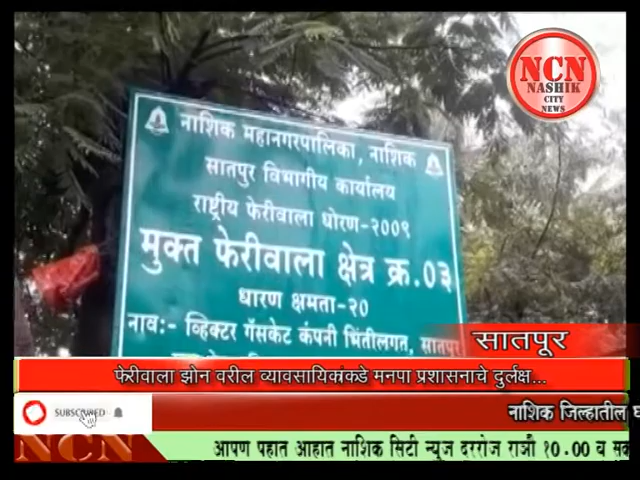 NCN
NASHIK
CITY
NEWS
नाशिक महानगरपालिका, नाशिक
सातपुर विभागीय कार्यालय
राष्ट्रीय फेरीवाला धोरण-२००९
मुक्त फेरीवाला क्षेत्र क्र.०३
धारण क्षमता-२०
नाव:- व्हिक्टर गॅसकेट कंपनी भिंतीलगत, सातपुर
सातपूर
फेरीवाला झोन वरील व्यावसायिकांकडे मनपा प्रशासनाचे दुर्लक्ष...
SUBSCRIBED
नाशिक जिल्हातील
NCN
आपण पहात आहात नाशिक सिटी न्यूज दररोज रात्री १०.०० व